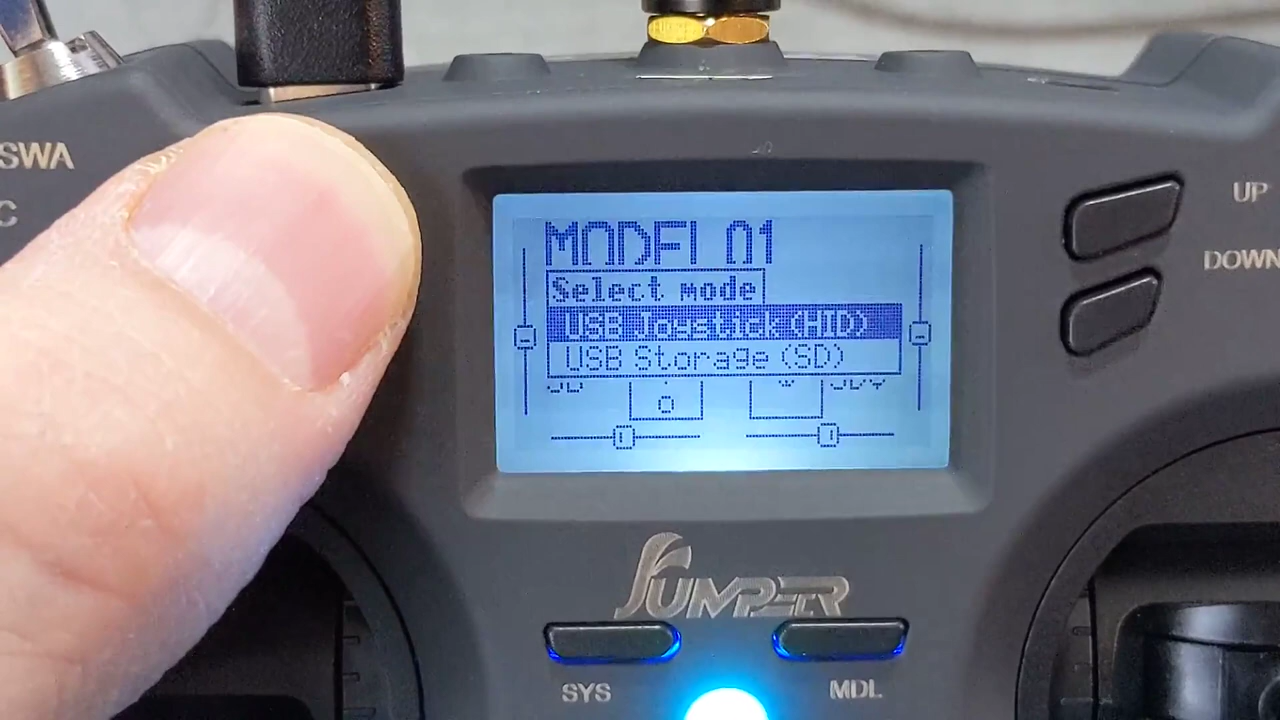 SWA
C
UP
DOWN
MODEL 01
Select mode
USB Joystick (HID)
USB Storage (SD)
JUMPER
SYS
MDL